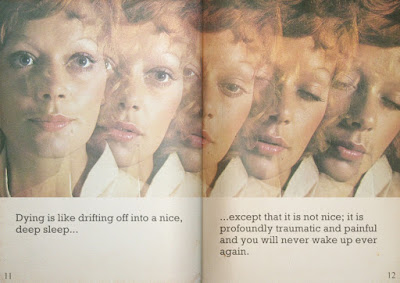 Dying is like drifting off into a nice,
deep sleep...
11
...except that it is not nice; it is
profoundly traumatic and painful
and you will never wake up ever
again.
12